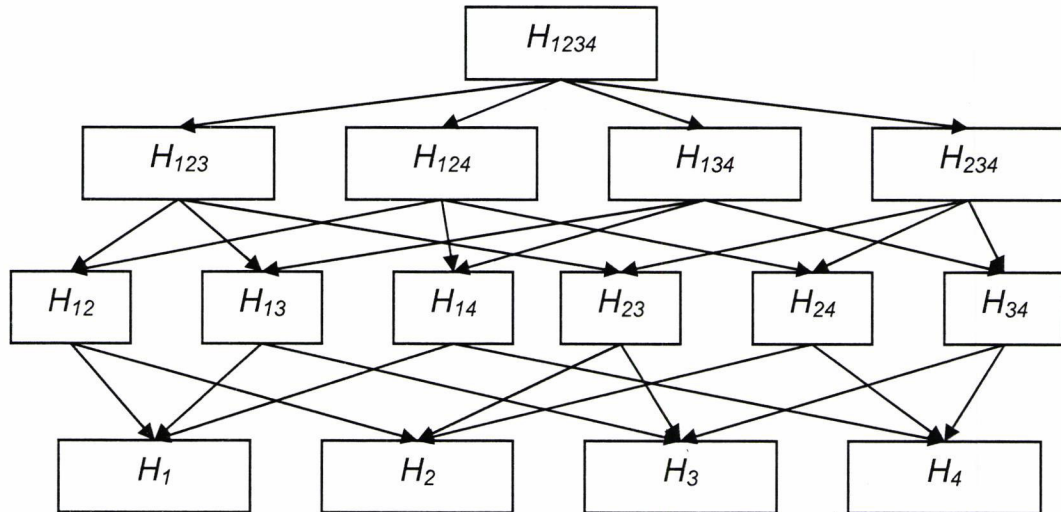 H₁₂₃₄
H₁₂₃ H₁₂₄ H₁₃₄ H₂₃₄
H₁₂ H₁₃ H₁₄ H₂₃ H₂₄ H₃₄
H₁ H₂ H₃ H₄